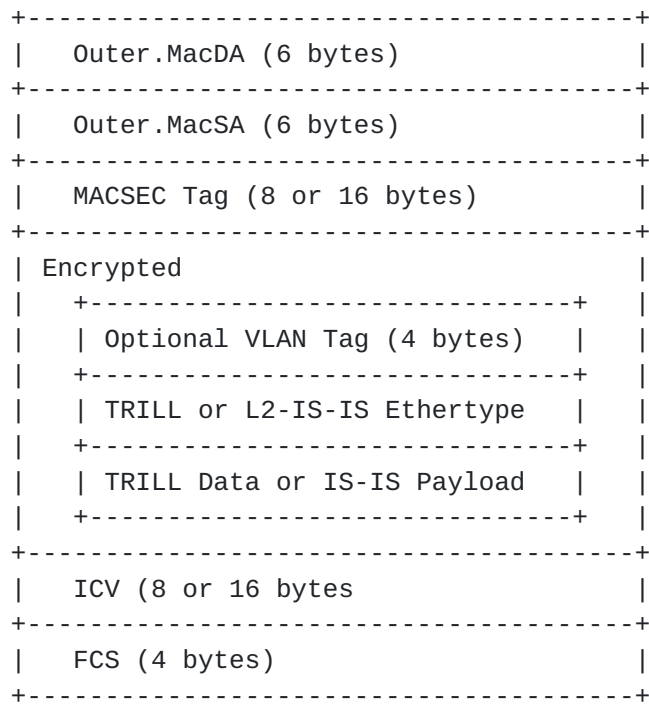 +---------------------------------------+
|   Outer.MacDA (6 bytes)               |
+---------------------------------------+
|   Outer.MacSA (6 bytes)               |
+---------------------------------------+
|   MACSEC Tag (8 or 16 bytes)          |
+---------------------------------------+
| Encrypted                             |
|   +-------------------------------+   |
|   | Optional VLAN Tag (4 bytes)   |   |
|   +-------------------------------+   |
|   | TRILL or L2-IS-IS Ethertype   |   |
|   +-------------------------------+   |
|   | TRILL Data or IS-IS Payload   |   |
|   +-------------------------------+   |
+---------------------------------------+
|   ICV (8 or 16 bytes                  |
+---------------------------------------+
|   FCS (4 bytes)                       |
+---------------------------------------+